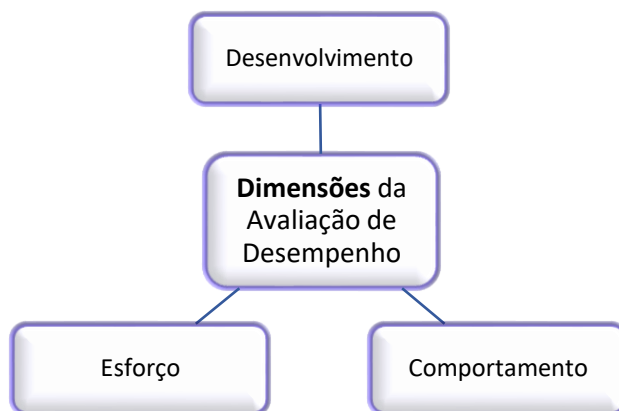 Desenvolvimento
Dimensões da
Avaliação de
Desempenho
Esforço
Comportamento